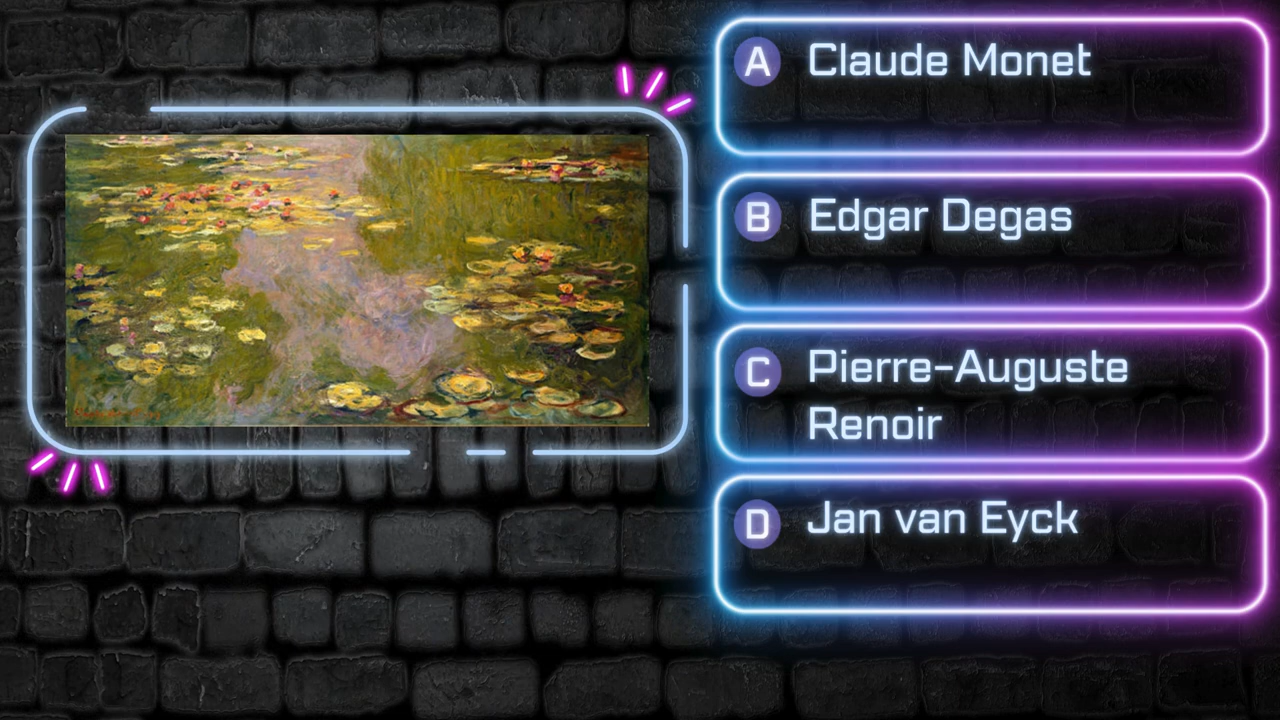 A Claude Monet
B Edgar Degas
C Pierre-Auguste
Renoir
D Jan van Eyck